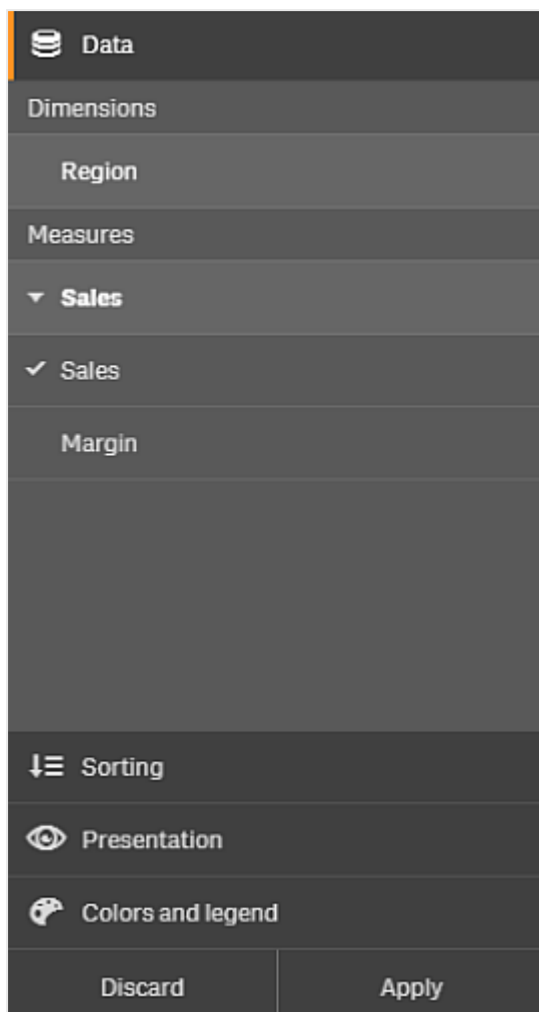 Data
Dimensions
Region
Measures
Sales
Sales
Margin
Sorting
Presentation
Colors and legend
Discard Apply